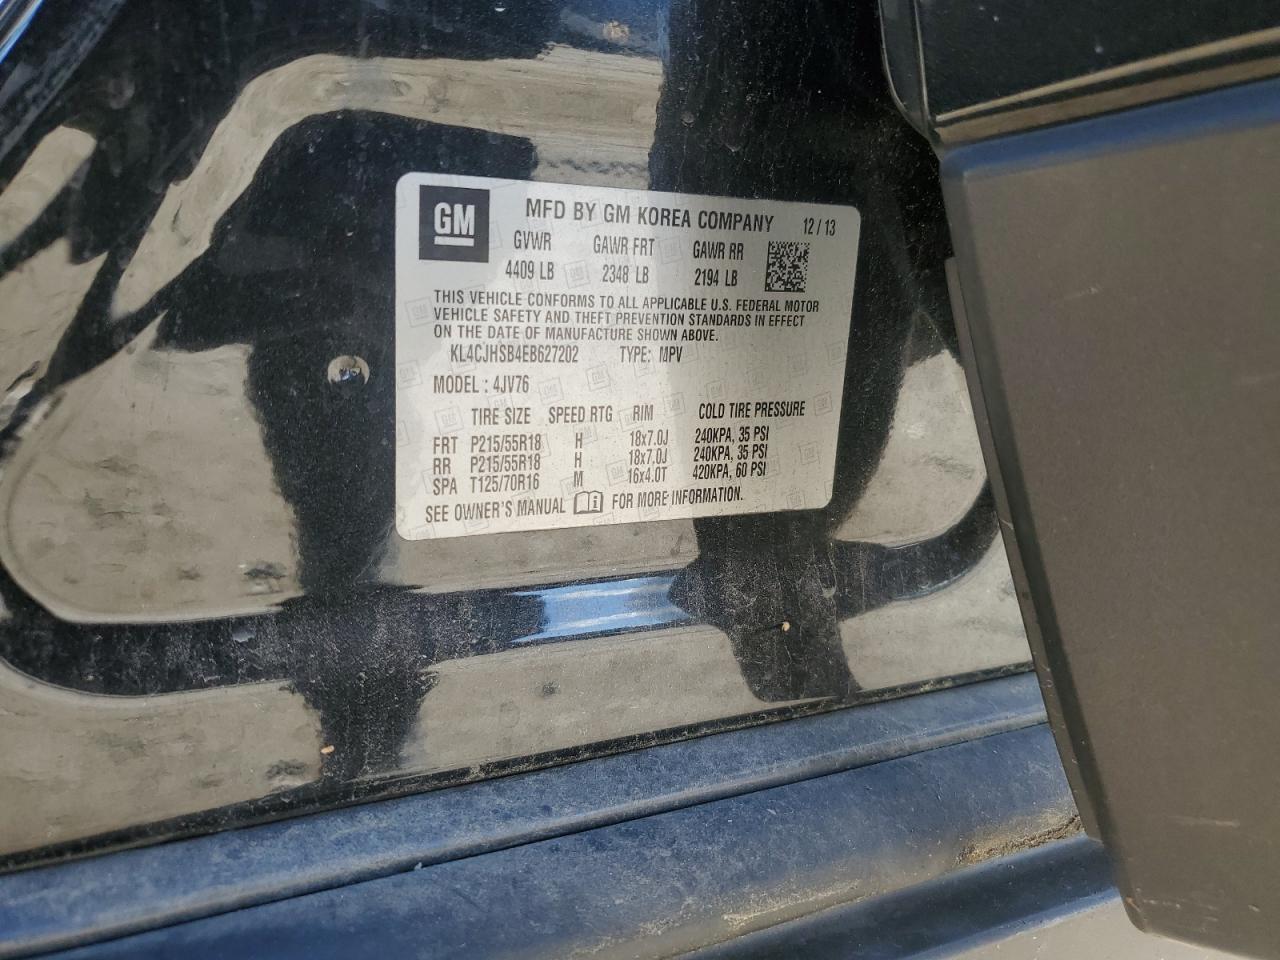 GM MFD BY GM KOREA COMPANY 12 / 13
GVWR GAWR FRT GAWR RR
4409 LB 2348 LB 2194 LB
THIS VEHICLE CONFORMS TO ALL APPLICABLE U.S. FEDERAL MOTOR
VEHICLE SAFETY AND THEFT PREVENTION STANDARDS IN EFFECT
ON THE DATE OF MANUFACTURE SHOWN ABOVE.
KL4CJHSB4EB627202 TYPE: MPV
MODEL : 4JV76
TIRE SIZE SPEED RTG RIM COLD TIRE PRESSURE
FRT P215/55R18 H 18x7.0J 240KPA, 35 PSI
RR P215/55R18 H 18x7.0J 240KPA, 35 PSI
SPA T125/70R16 M 16x4.0T 420KPA, 60 PSI
SEE OWNER'S MANUAL FOR MORE INFORMATION.